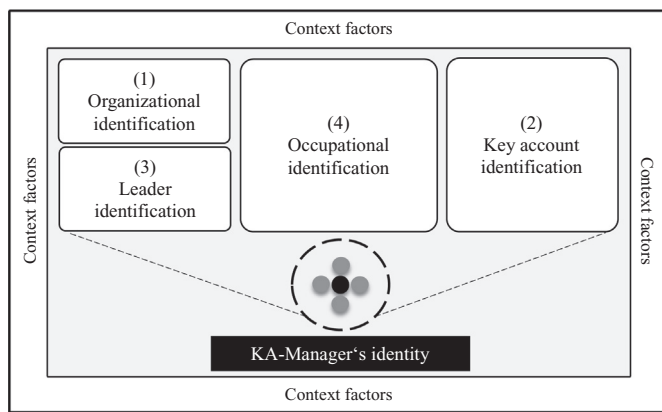 Context factors
(1)
Organizational
identification
(3)
Leader
identification
(4)
Occupational
identification
(2)
Key account
identification
Context factors
Context factors
KA-Manager‘s identity
Context factors